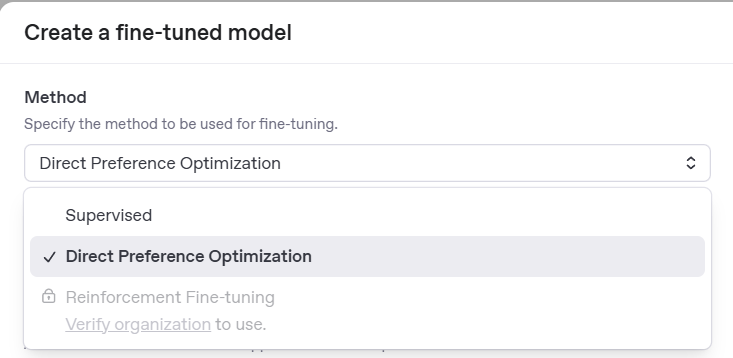 Create a fine-tuned model
Method
Specify the method to be used for fine-tuning.
Direct Preference Optimization
Supervised
Direct Preference Optimization
Reinforcement Fine-tuning
Verify organization to use.